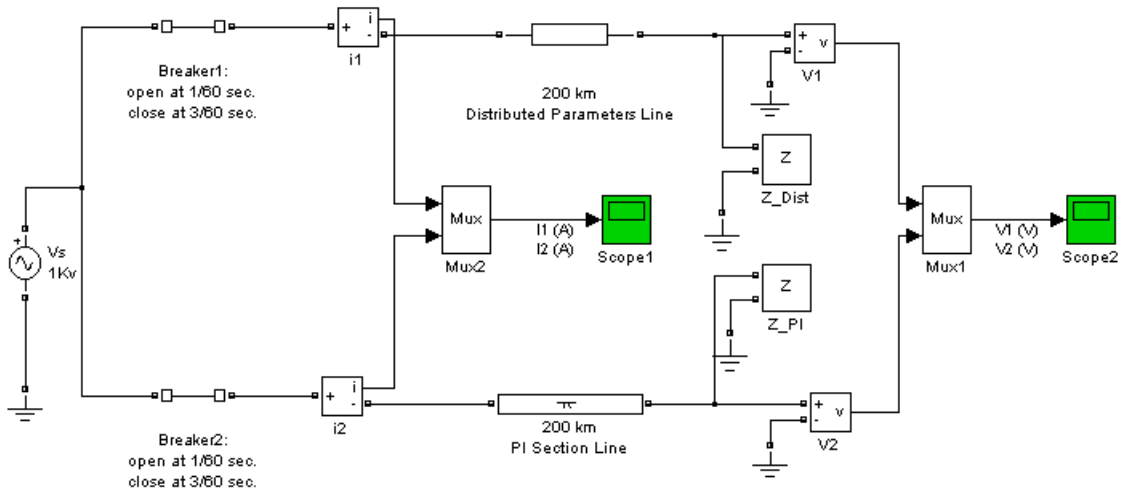 i
+
-
i1
Breaker1:
open at 1/60 sec.
close at 3/60 sec.
200 km
Distributed Parameters Line
+
-
v
V1
Z
Z_Dist
+
Vs
1Kv
Mux
Mux2
I1 (A)
I2 (A)
Scope1
Mux
Mux1
V1 (V)
V2 (V)
Scope2
Z
Z_PI
i
+
-
i2
Breaker2:
open at 1/60 sec.
close at 3/60 sec.
200 km
PI Section Line
+
-
v
V2